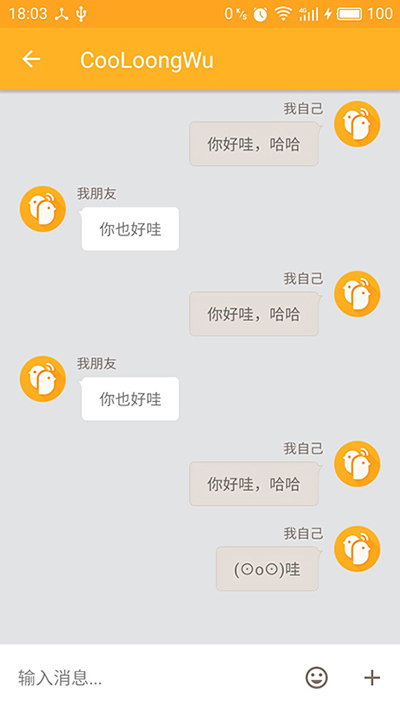 18:03 0 K/s 4G 100
CooLoongWu
我自己
你好哇，哈哈
我朋友
你也好哇
我自己
你好哇，哈哈
我朋友
你也好哇
我自己
你好哇，哈哈
我自己
(⊙o⊙)哇
输入消息...